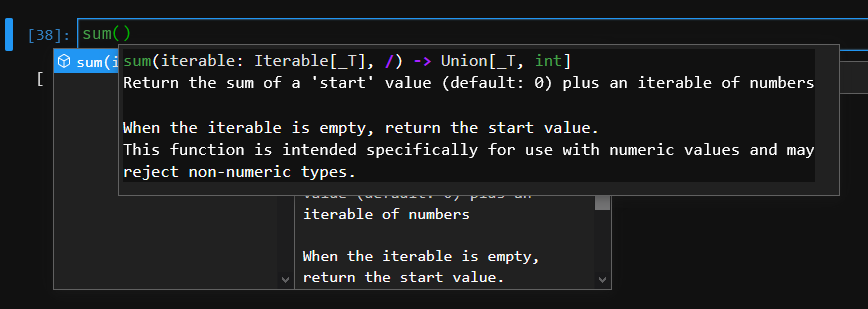 [38]: sum()
sum(i
sum(iterable: Iterable[_T], /) -> Union[_T, int]
Return the sum of a 'start' value (default: 0) plus an iterable of numbers
[
When the iterable is empty, return the start value.
This function is intended specifically for use with numeric values and may
reject non-numeric types.
value (default: 0) plus an
iterable of numbers
When the iterable is empty,
return the start value.